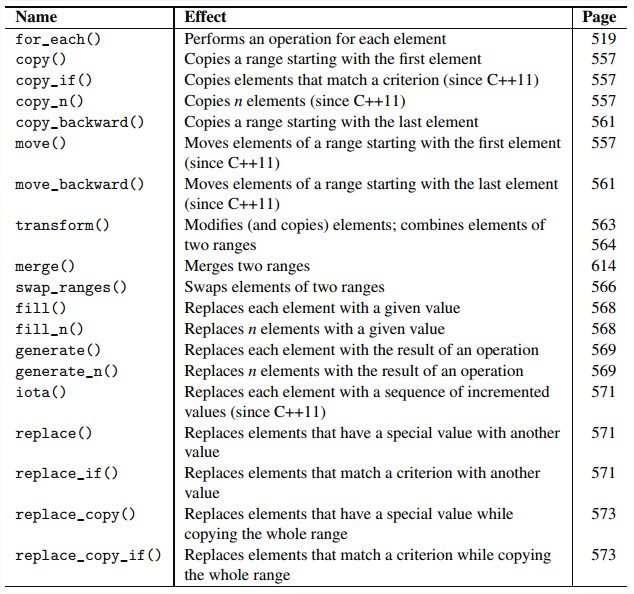 Name Effect Page
for_each() Performs an operation for each element 519
copy() Copies a range starting with the first element 557
copy_if() Copies elements that match a criterion (since C++11) 557
copy_n() Copies n elements (since C++11) 557
copy_backward() Copies a range starting with the last element 561
move() Moves elements of a range starting with the first element 557
(since C++11)
move_backward() Moves elements of a range starting with the last element 561
(since C++11)
transform() Modifies (and copies) elements; combines elements of 563
two ranges 564
merge() Merges two ranges 614
swap_ranges() Swaps elements of two ranges 566
fill() Replaces each element with a given value 568
fill_n() Replaces n elements with a given value 568
generate() Replaces each element with the result of an operation 569
generate_n() Replaces n elements with the result of an operation 569
iota() Replaces each element with a sequence of incremented 571
values (since C++11)
replace() Replaces elements that have a special value with another 571
value
replace_if() Replaces elements that match a criterion with another 571
value
replace_copy() Replaces elements that have a special value while 573
copying the whole range
replace_copy_if() Replaces elements that match a criterion while copying 573
the whole range